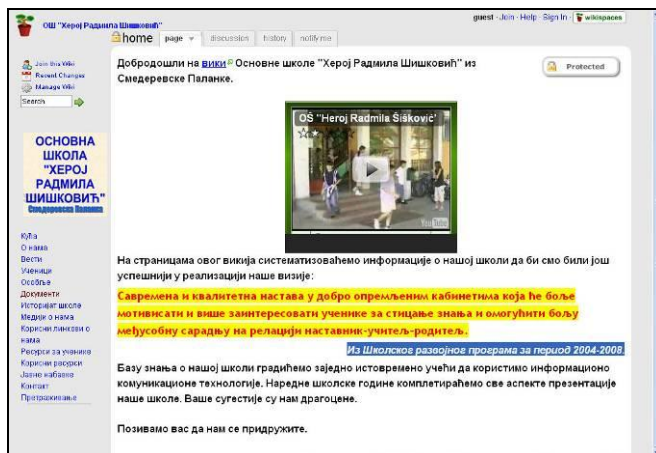 ОШ "Херој Радмила Шишковић"
guest · Join · Help · Sign In · wikispaces
home page discussion history notify me
Join this Wiki
Recent Changes
Manage Wiki
Search
ОСНОВНА
ШКОЛА
"ХЕРОЈ
РАДМИЛА
ШИШКОВИЋ"
Смедеревска Паланка
Кућа
О нама
Вести
Ученици
Особље
Документи
Историјат школе
Медији о нама
Корисни линкови о
нама
Ресурси за ученике
Корисни ресурси
Јавне набавке
Контакт
Претраживање
Добродошли на вики Основне школе "Херој Радмила Шишковић" из
Смедеревске Паланке.
Protected
OŠ "Heroj Radmila Šišković"
YouTube
На страницама овог викија систематизоваћемо информације о нашој школи да би смо били још
успешнији у реализацији наше визије:
Савремена и квалитетна настава у добро опремљеним кабинетима која ће боље
мотивисати и више заинтересовати ученике за стицање знања и омогућити бољу
међусобну сарадњу на релацији наставник-учитељ-родитељ.
Из Школског развојног програма за период 2004-2008.
Базу знања о нашој школи градићемо заједно истовремено учећи да користимо информационо
комуникационе технологије. Наредне школске године комплетираћемо све аспекте презентације
наше школе. Ваше сугестије су нам драгоцене.
Позивамо вас да нам се придружите.